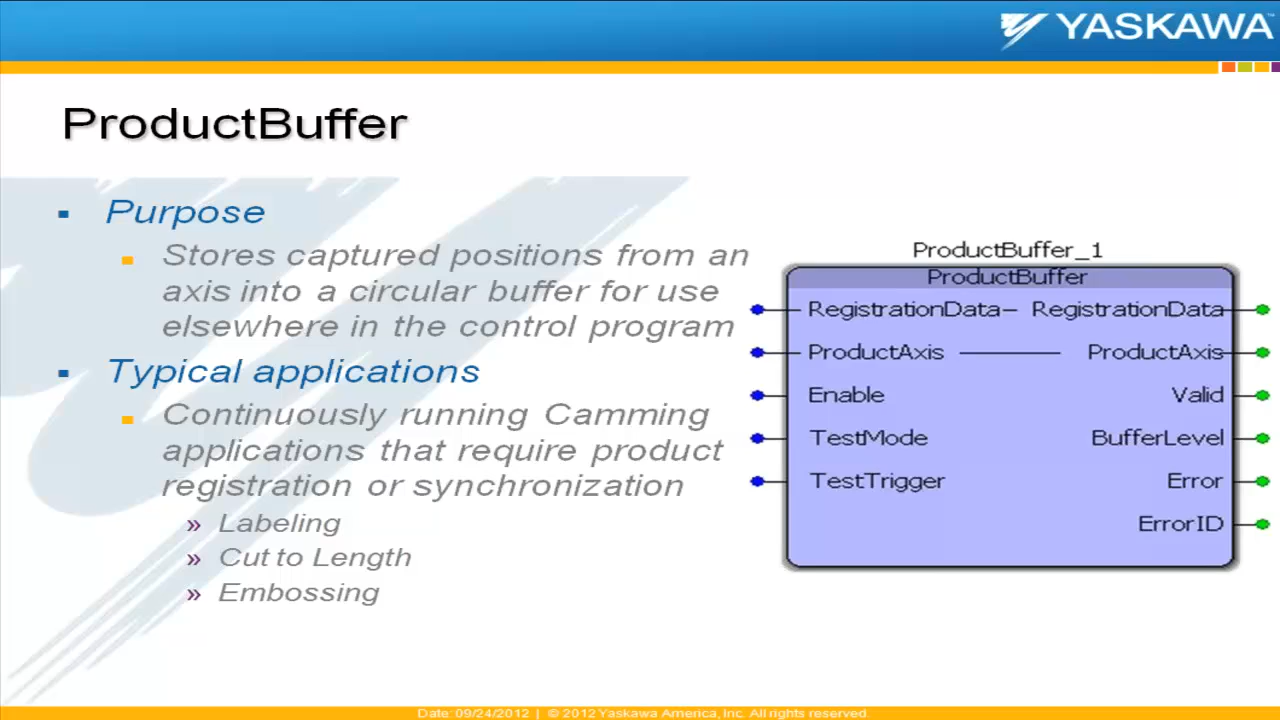 YASKAWA
ProductBuffer
Purpose
Stores captured positions from an
axis into a circular buffer for use
elsewhere in the control program
Typical applications
Continuously running Camming
applications that require product
registration or synchronization
» Labeling
» Cut to Length
» Embossing
ProductBuffer_1
ProductBuffer
RegistrationData RegistrationData
ProductAxis ProductAxis
Enable Valid
TestMode BufferLevel
TestTrigger Error
ErrorID
Date: 09/24/2012 | © 2012 Yaskawa America, Inc. All rights reserved.